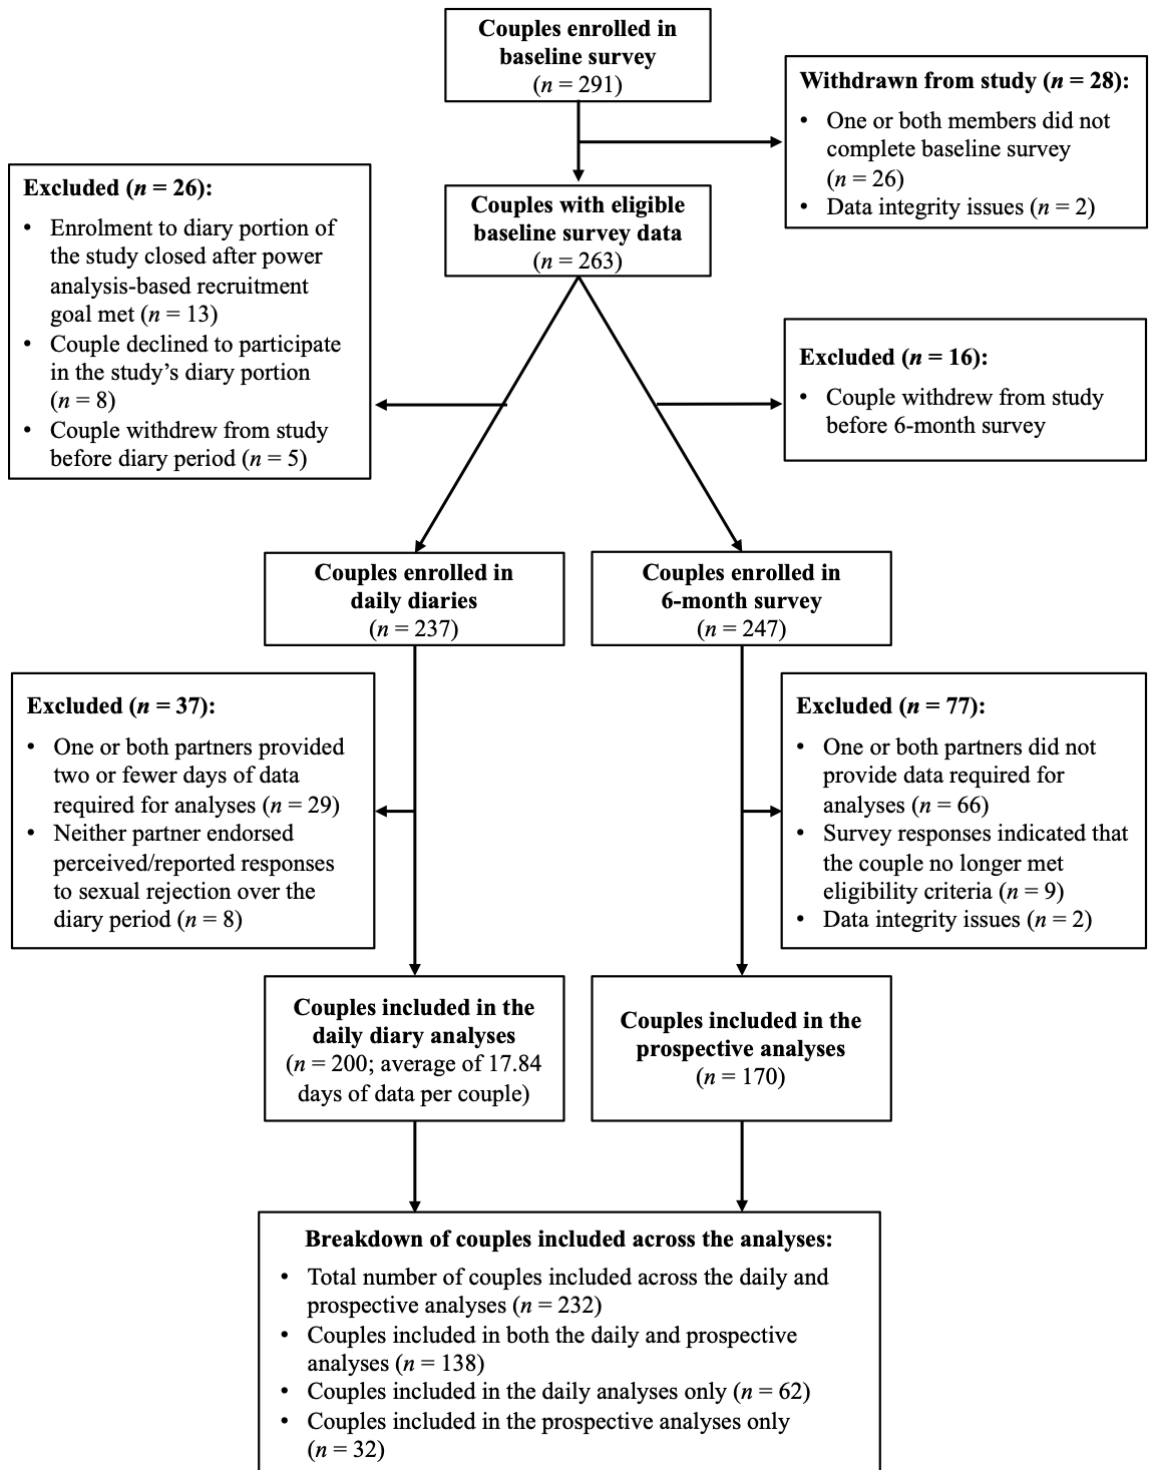 Couples enrolled in
baseline survey
(n = 291)
Withdrawn from study (n = 28):
• One or both members did not
complete baseline survey
(n = 26)
• Data integrity issues (n = 2)
Excluded (n = 26):
• Enrolment to diary portion of
the study closed after power
analysis-based recruitment
goal met (n = 13)
• Couple declined to participate
in the study’s diary portion
(n = 8)
• Couple withdrew from study
before diary period (n = 5)
Couples with eligible
baseline survey data
(n = 263)
Excluded (n = 16):
• Couple withdrew from study
before 6-month survey
Couples enrolled in
daily diaries
(n = 237)
Couples enrolled in
6-month survey
(n = 247)
Excluded (n = 37):
• One or both partners provided
two or fewer days of data
required for analyses (n = 29)
• Neither partner endorsed
perceived/reported responses
to sexual rejection over the
diary period (n = 8)
Excluded (n = 77):
• One or both partners did not
provide data required for
analyses (n = 66)
• Survey responses indicated that
the couple no longer met
eligibility criteria (n = 9)
• Data integrity issues (n = 2)
Couples included in the
daily diary analyses
(n = 200; average of 17.84
days of data per couple)
Couples included in the
prospective analyses
(n = 170)
Breakdown of couples included across the analyses:
• Total number of couples included across the daily and
prospective analyses (n = 232)
• Couples included in both the daily and prospective
analyses (n = 138)
• Couples included in the daily analyses only (n = 62)
• Couples included in the prospective analyses only
(n = 32)